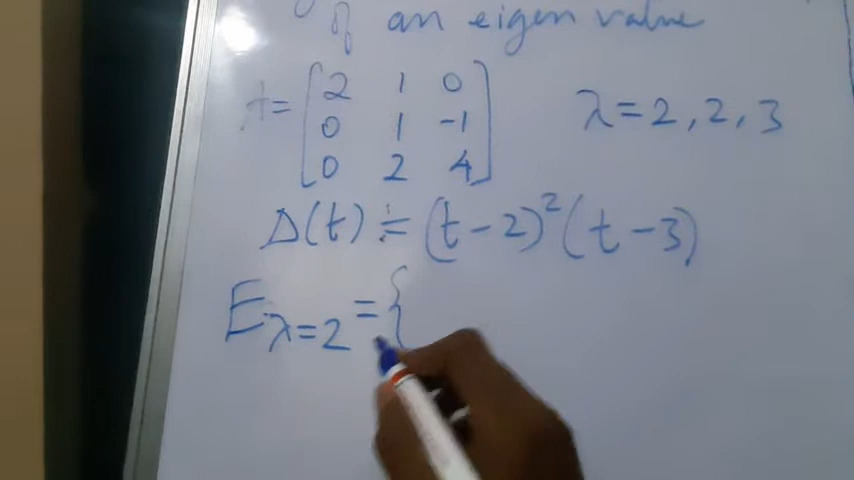 of an eigen value
A = [2 1 0
0 1 -1
0 2 4] λ = 2, 2, 3
Δ(t) = (t - 2)² (t - 3)
E λ=2 = {